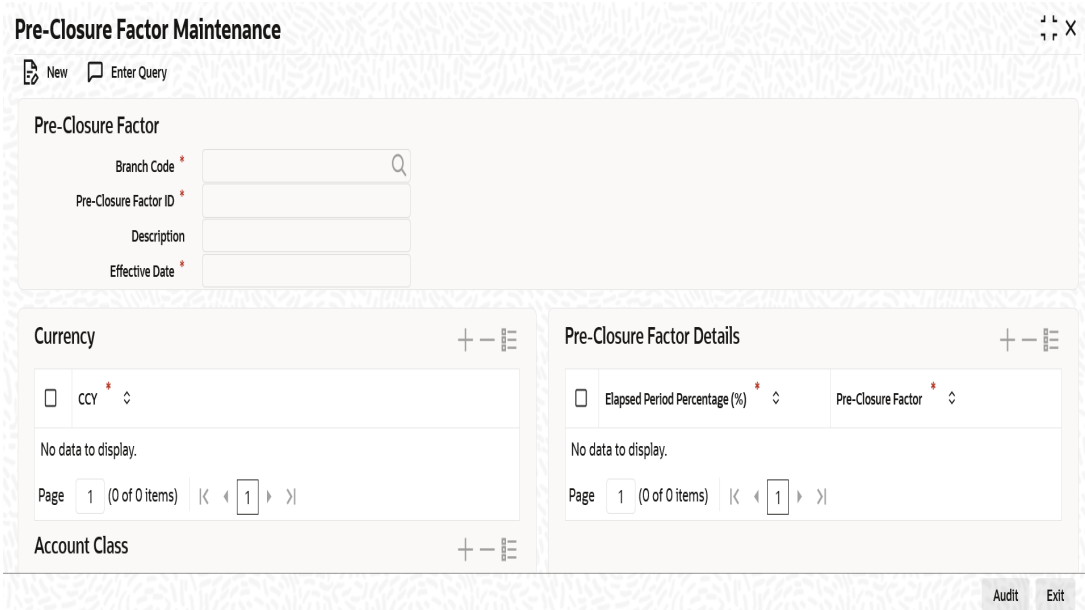 Pre-Closure Factor Maintenance
New Enter Query
Pre-Closure Factor
Branch Code *
Pre-Closure Factor ID *
Description
Effective Date *
Currency
CCY *
No data to display.
Page 1 (0 of 0 items) 1
Account Class
Pre-Closure Factor Details
Elapsed Period Percentage (%) * Pre-Closure Factor *
No data to display.
Page 1 (0 of 0 items) 1
Audit Exit